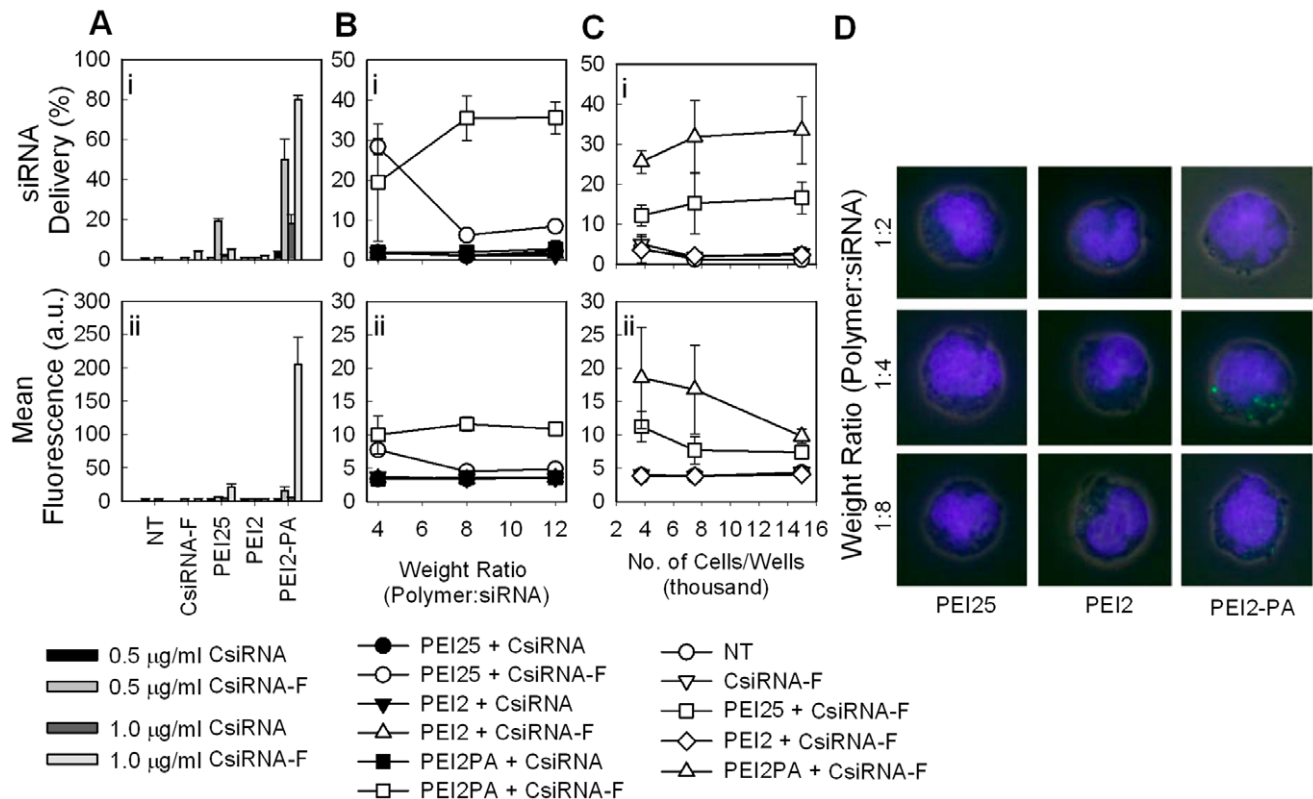 A
B
C
D
siRNA
Delivery (%)
100
80
60
40
20
0
i
50
40
30
20
10
0
i
50
40
30
20
10
0
i
Mean
Fluorescence (a.u.)
300
250
200
150
100
50
0
ii
NT
CsiRNA-F
PEI25
PEI2
PEI2-PA
30
25
20
15
10
5
0
ii
4 6 8 10 12
Weight Ratio
(Polymer:siRNA)
30
25
20
15
10
5
0
ii
2 4 6 8 10 12 14 16
No. of Cells/Wells
(thousand)
Weight Ratio (Polymer:siRNA)
1:2
1:4
1:8
PEI25 PEI2 PEI2-PA
0.5 μg/ml CsiRNA
0.5 μg/ml CsiRNA-F
1.0 μg/ml CsiRNA
1.0 μg/ml CsiRNA-F
PEI25 + CsiRNA
PEI25 + CsiRNA-F
PEI2 + CsiRNA
PEI2 + CsiRNA-F
PEI2PA + CsiRNA
PEI2PA + CsiRNA-F
NT
CsiRNA-F
PEI25 + CsiRNA-F
PEI2 + CsiRNA-F
PEI2PA + CsiRNA-F